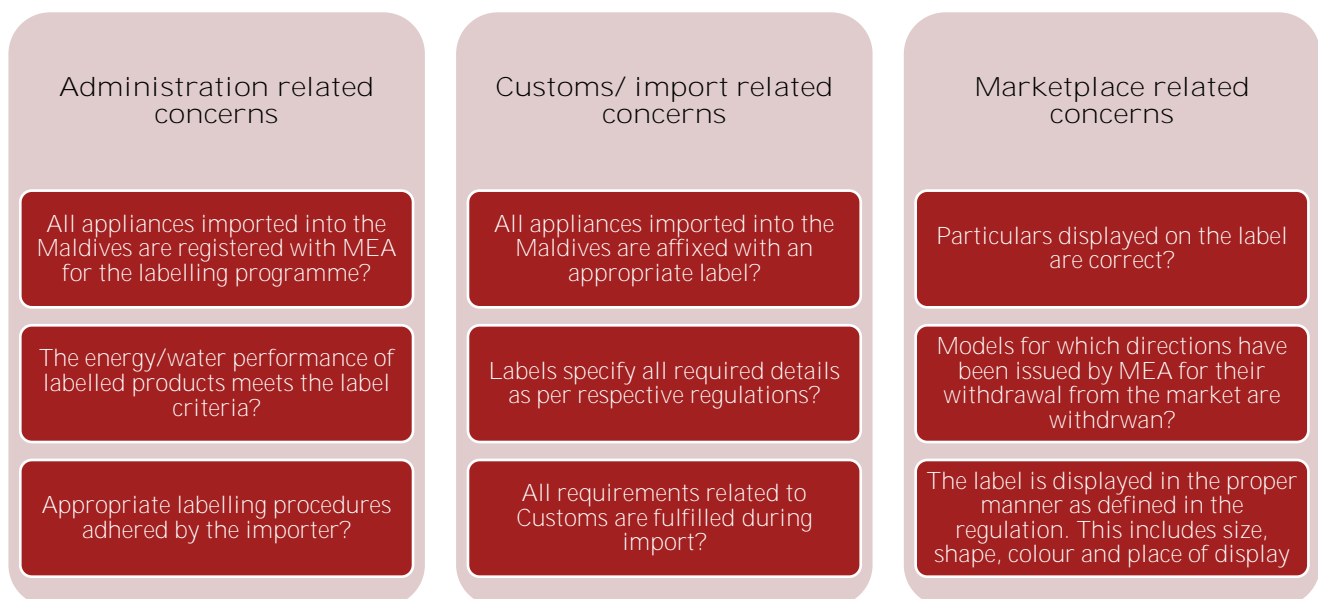 Administration related
concerns
All appliances imported into the
Maldives are registered with MEA
for the labelling programme?
The energy/water performance of
labelled products meets the label
criteria?
Appropriate labelling procedures
adhered by the importer?
Customs/ import related
concerns
All appliances imported into the
Maldives are affixed with an
appropriate label?
Labels specify all required details
as per respective regulations?
All requirements related to
Customs are fulfilled during
import?
Marketplace related
concerns
Particulars displayed on the label
are correct?
Models for which directions have
been issued by MEA for their
withdrawal from the market are
withdrwan?
The label is displayed in the proper
manner as defined in the
regulation. This includes size,
shape, colour and place of display